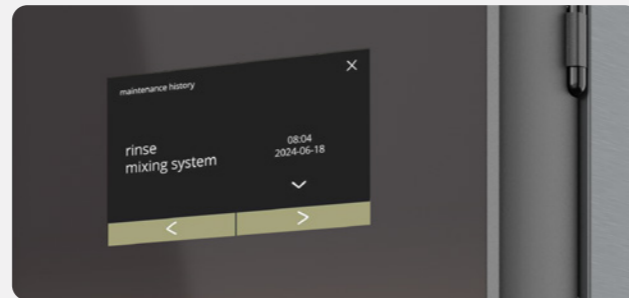 maintenance history
rinse
mixing system
08:04
2024-06-18